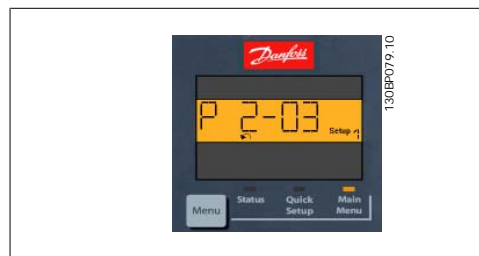 Danfoss
P 2-03
Setup 1
Status Quick Setup Main Menu
Menu
130BP079.10